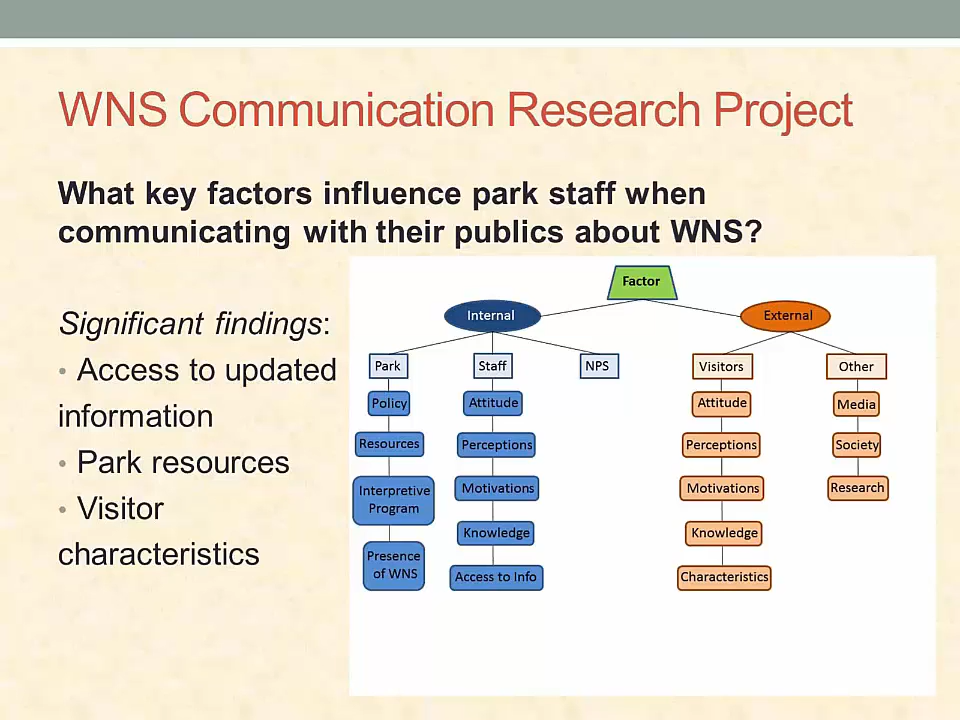 WNS Communication Research Project
What key factors influence park staff when
communicating with their publics about WNS?
Significant findings:
• Access to updated
information
• Park resources
• Visitor
characteristics
Factor
Internal
External
Park
Staff
NPS
Visitors
Other
Policy
Attitude
Attitude
Media
Resources
Perceptions
Perceptions
Society
Interpretive
Program
Motivations
Motivations
Research
Knowledge
Knowledge
Presence
of WNS
Access to Info
Characteristics